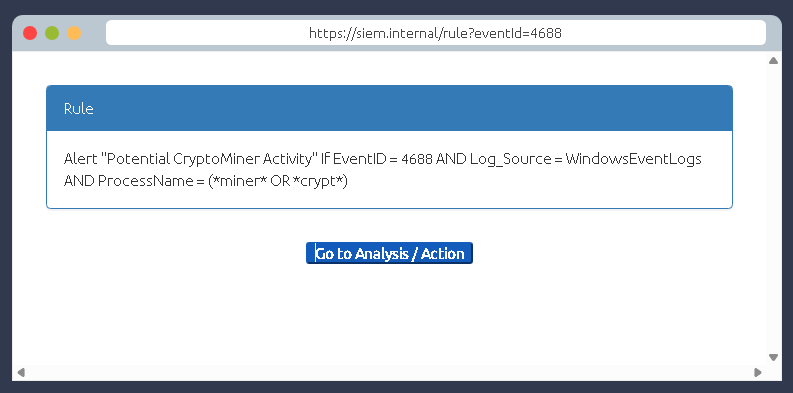 https://siem.internal/rule?eventId=4688
Rule
Alert "Potential CryptoMiner Activity" If EventID = 4688 AND Log_Source = WindowsEventLogs
AND ProcessName = (*miner* OR *crypt*)
Go to Analysis / Action